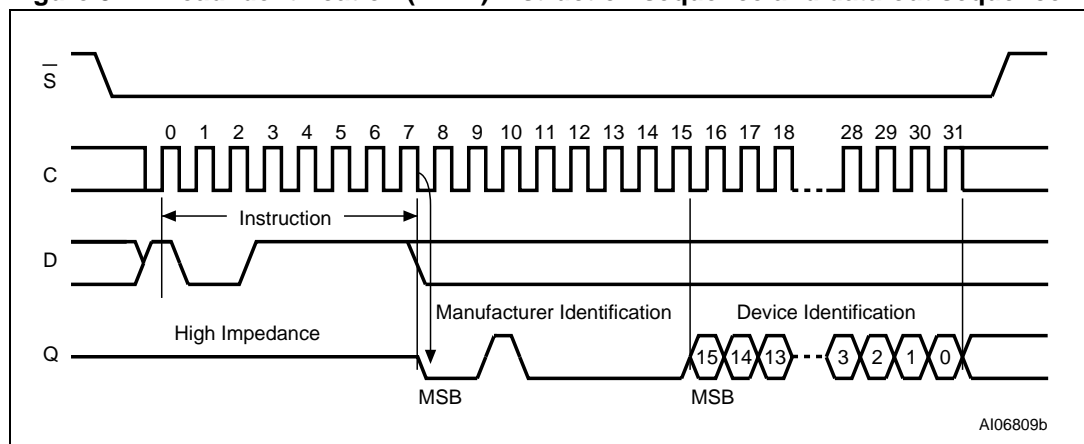 S
0 1 2 3 4 5 6 7 8 9 10 11 12 13 14 15 16 17 18 28 29 30 31
C
Instruction
D
Manufacturer Identification Device Identification
High Impedance
Q 15 14 13 3 2 1 0
MSB MSB
AI06809b